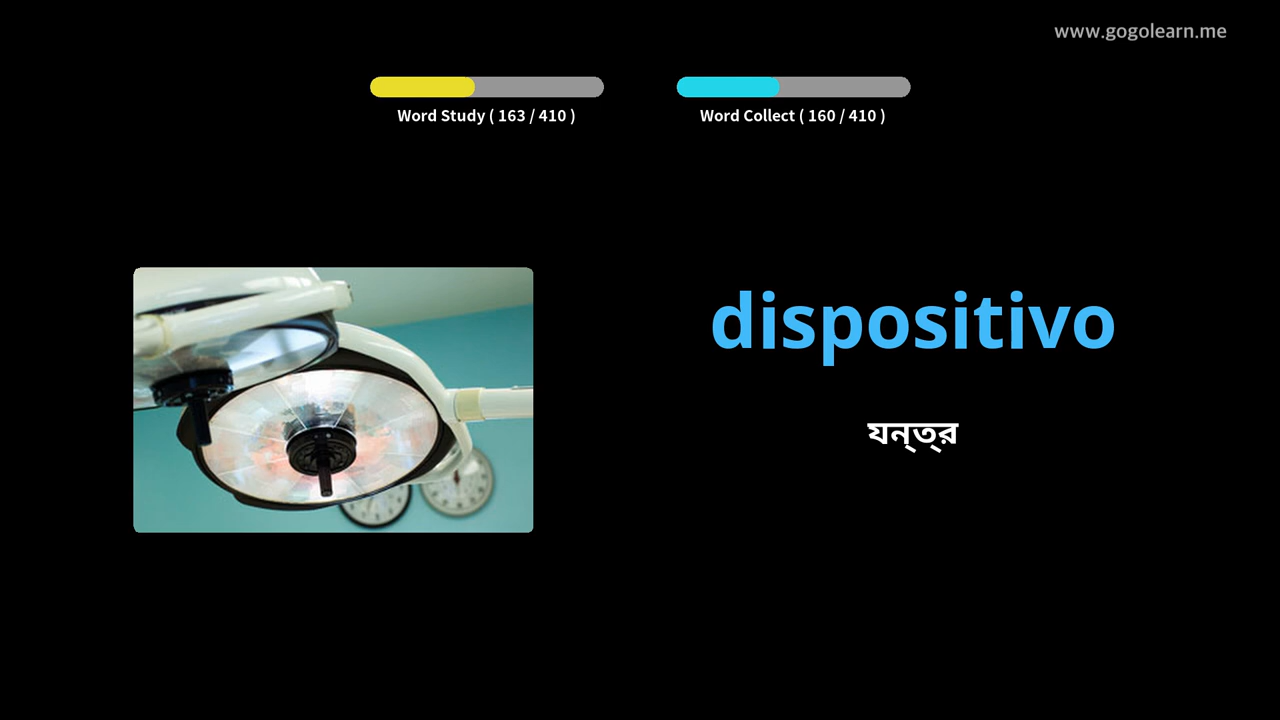 www.gogolearn.me
Word Study ( 163 / 410 )
Word Collect ( 160 / 410 )
dispositivo
যন্ত্র